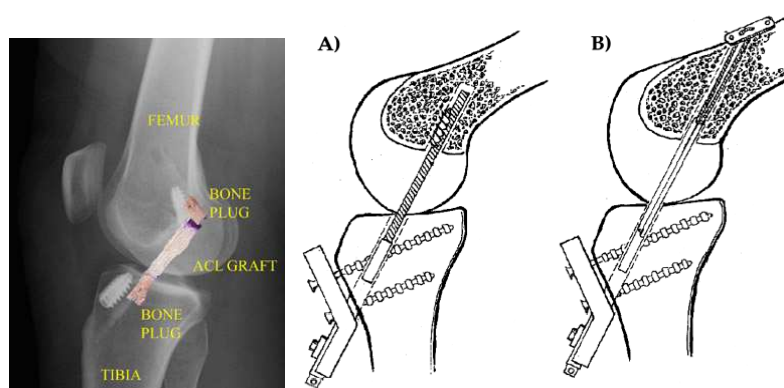 FEMUR
BONE
PLUG
ACL GRAFT
BONE
PLUG
TIBIA
A)
B)